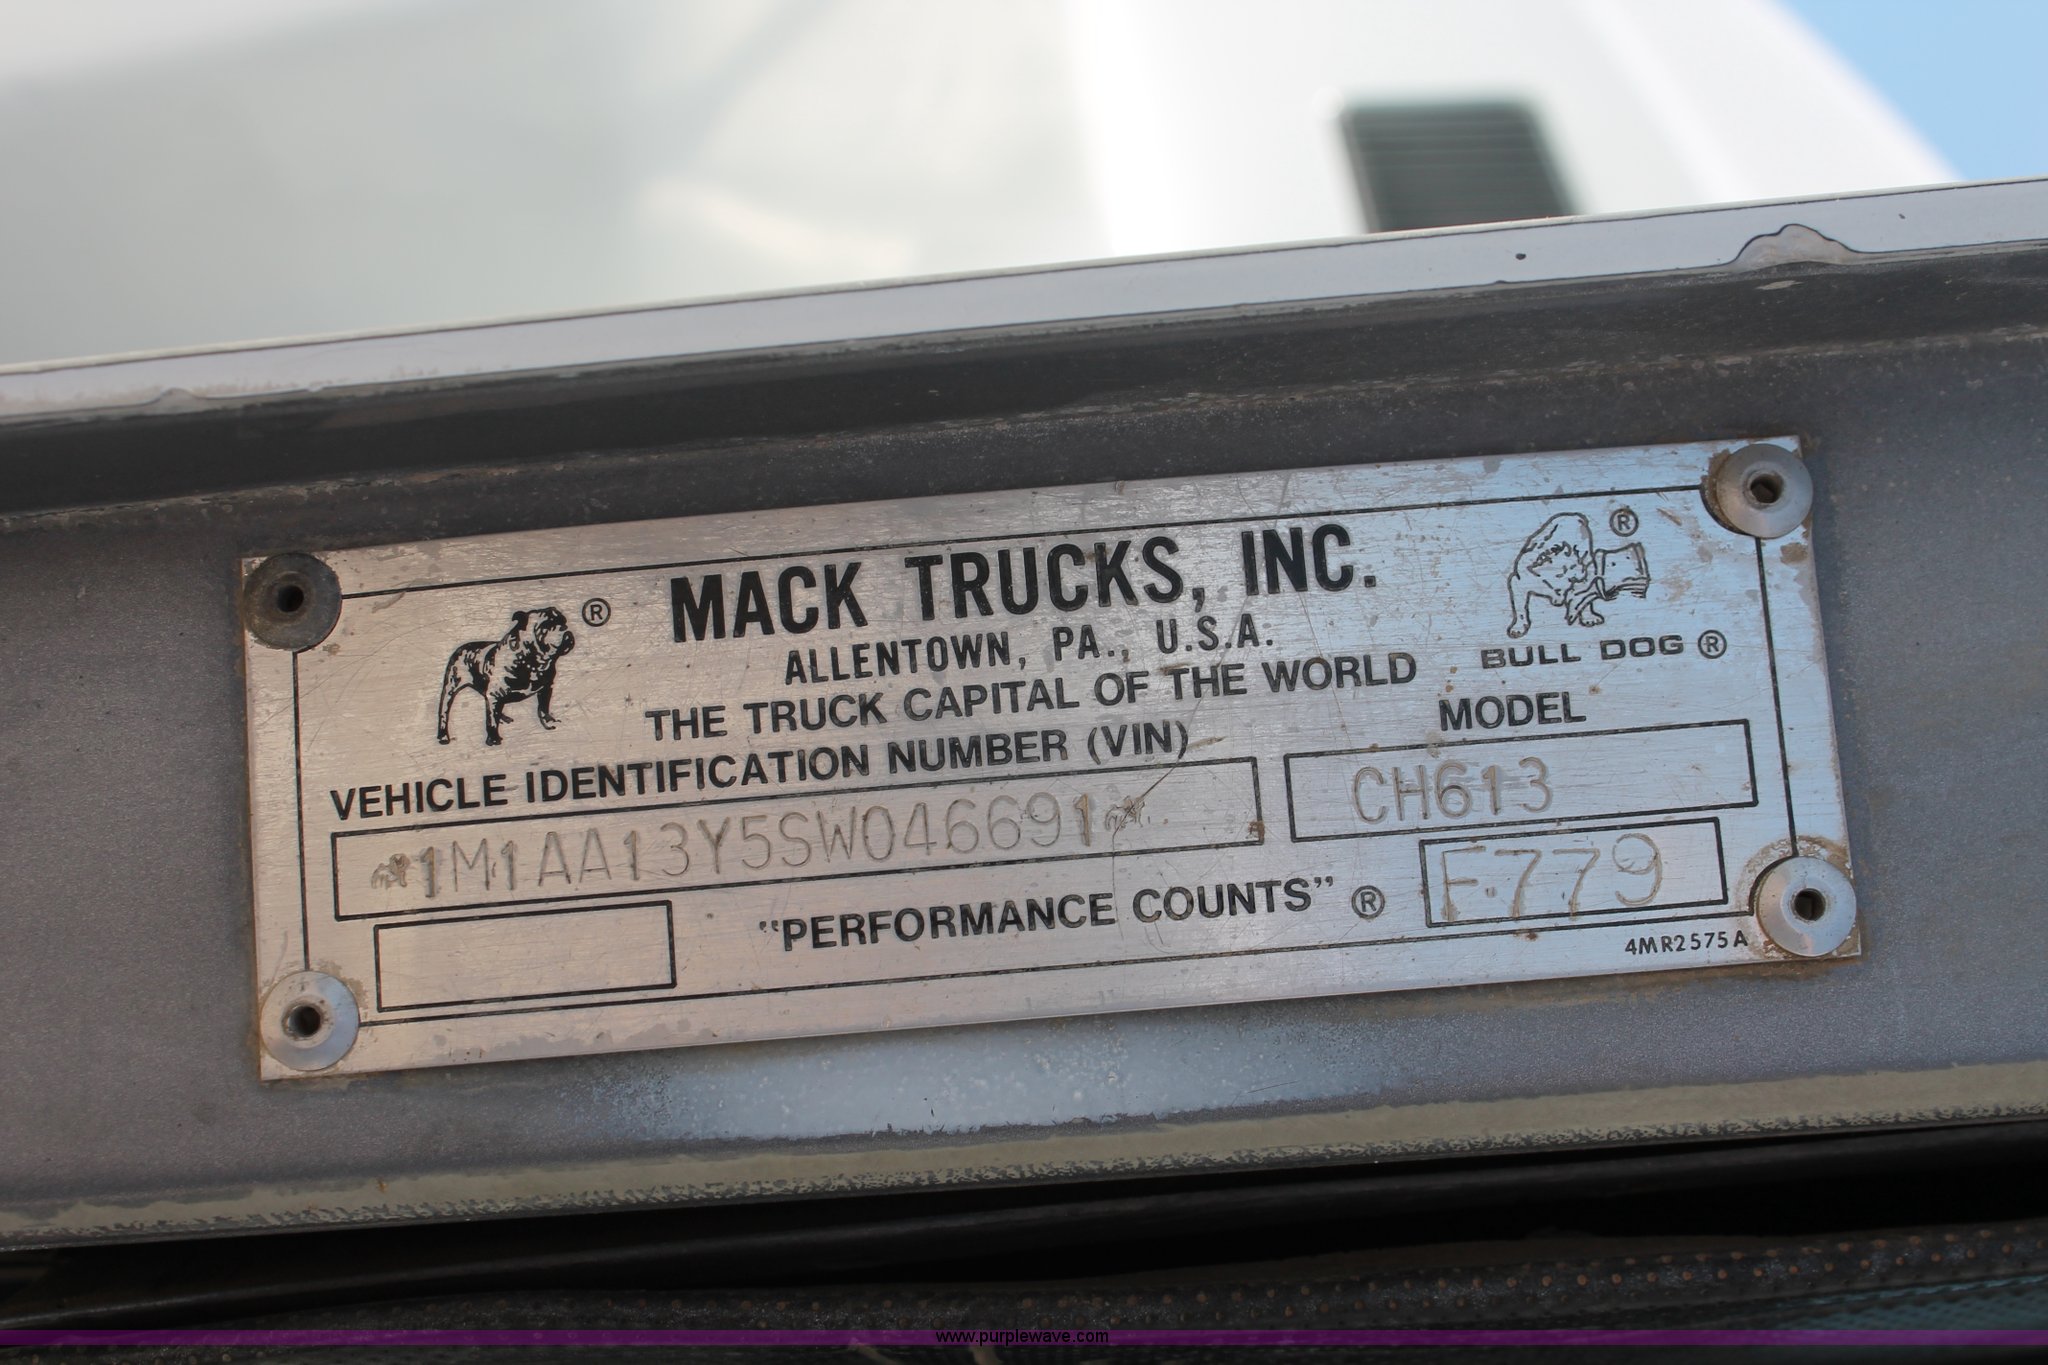 MACK TRUCKS, INC. ®
ALLENTOWN, PA., U.S.A.
THE TRUCK CAPITAL OF THE WORLD
®
BULL DOG ®
VEHICLE IDENTIFICATION NUMBER (VIN)
1M1AA13Y5SW046691
MODEL
CH613
"PERFORMANCE COUNTS" ®
F.779
4MR2575A
www.purplewave.com